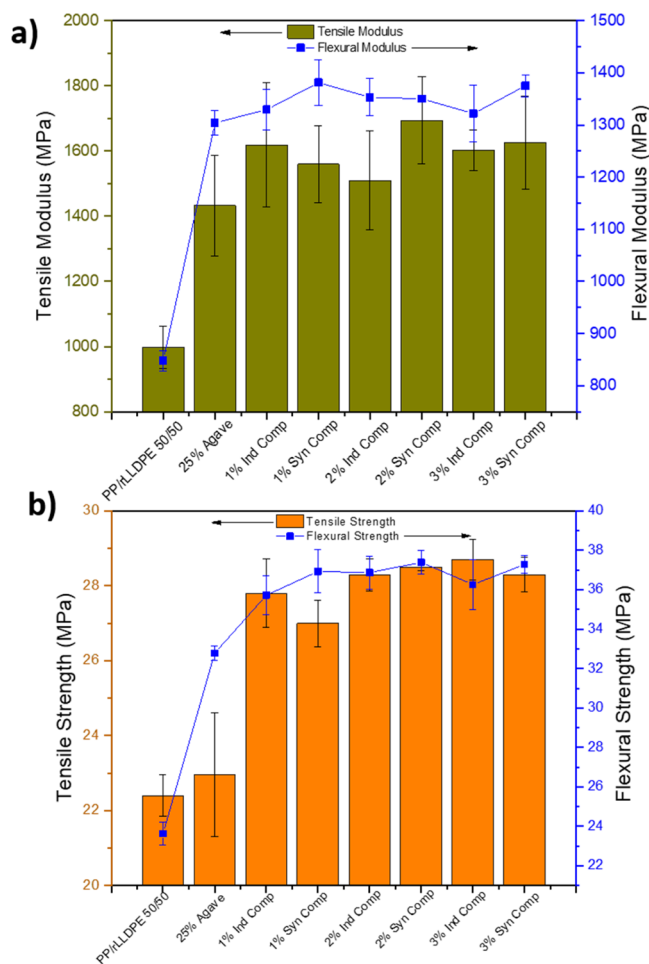 a)
Tensile Modulus
Flexural Modulus
Tensile Modulus (MPa)
2000
1800
1600
1400
1200
1000
800
Flexural Modulus (MPa)
1500
1400
1300
1200
1100
1000
900
850
800
PP/rLLDPE 50/50
25% Agave
1% Ind Comp
1% Syn Comp
2% Ind Comp
2% Syn Comp
3% Ind Comp
3% Syn Comp
b)
Tensile Strength
Flexural Strength
Tensile Strength (MPa)
30
28
26
24
22
20
Flexural Strength (MPa)
40
39
38
37
36
34
32
30
28
26
24
22
PP/rLLDPE 50/50
25% Agave
1% Ind Comp
1% Syn Comp
2% Ind Comp
2% Syn Comp
3% Ind Comp
3% Syn Comp